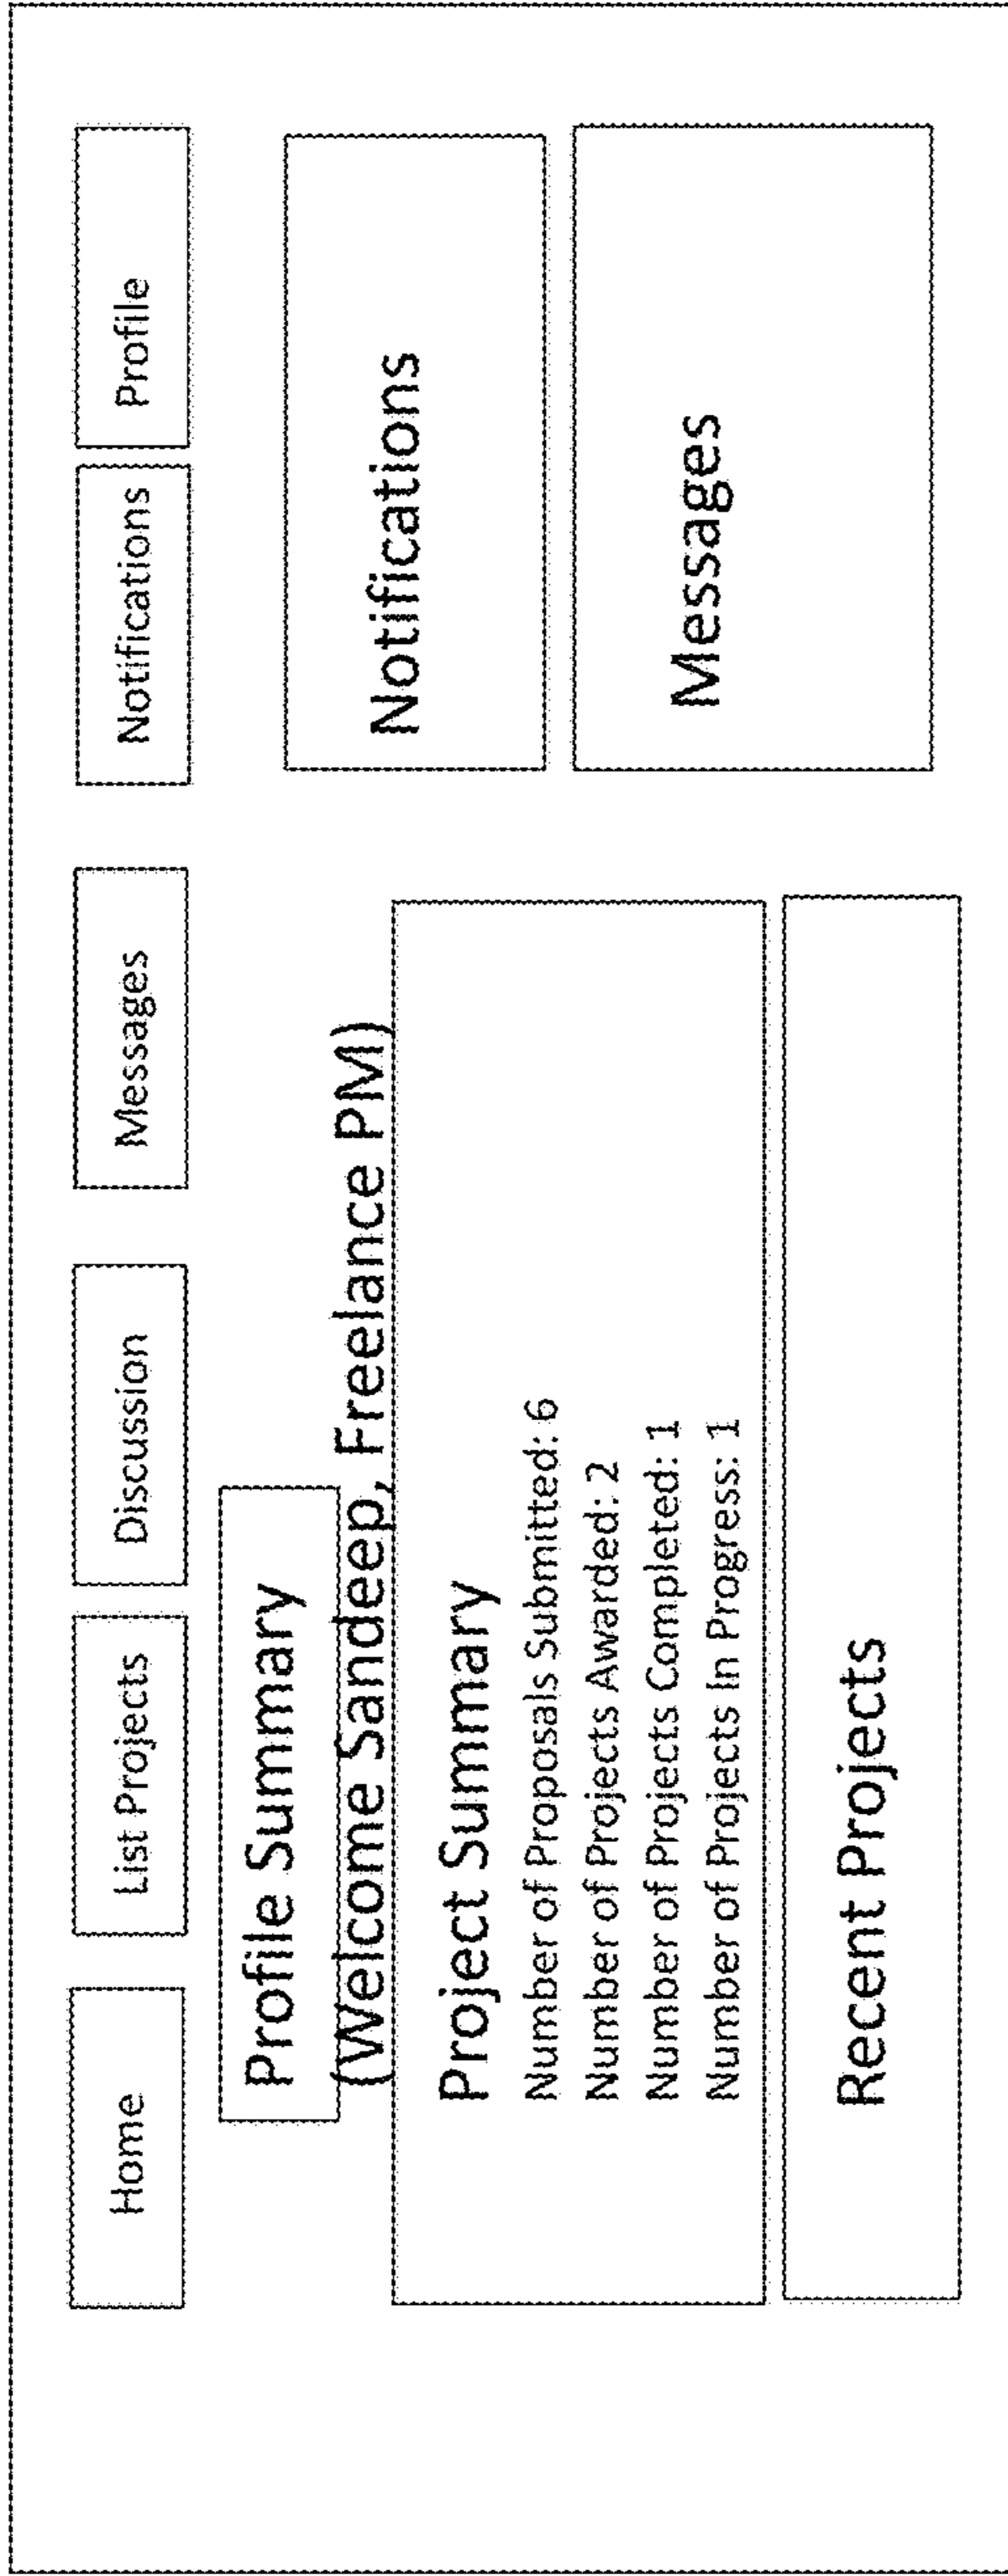 Home
List Projects
Discussion
Messages
Notifications
Profile
Profile Summary
(Welcome Sandeep, Freelance PM)
Project Summary
Number of Proposals Submitted: 6
Number of Projects Awarded: 2
Number of Projects Completed: 1
Number of Projects In Progress: 1
Recent Projects
Notifications
Messages